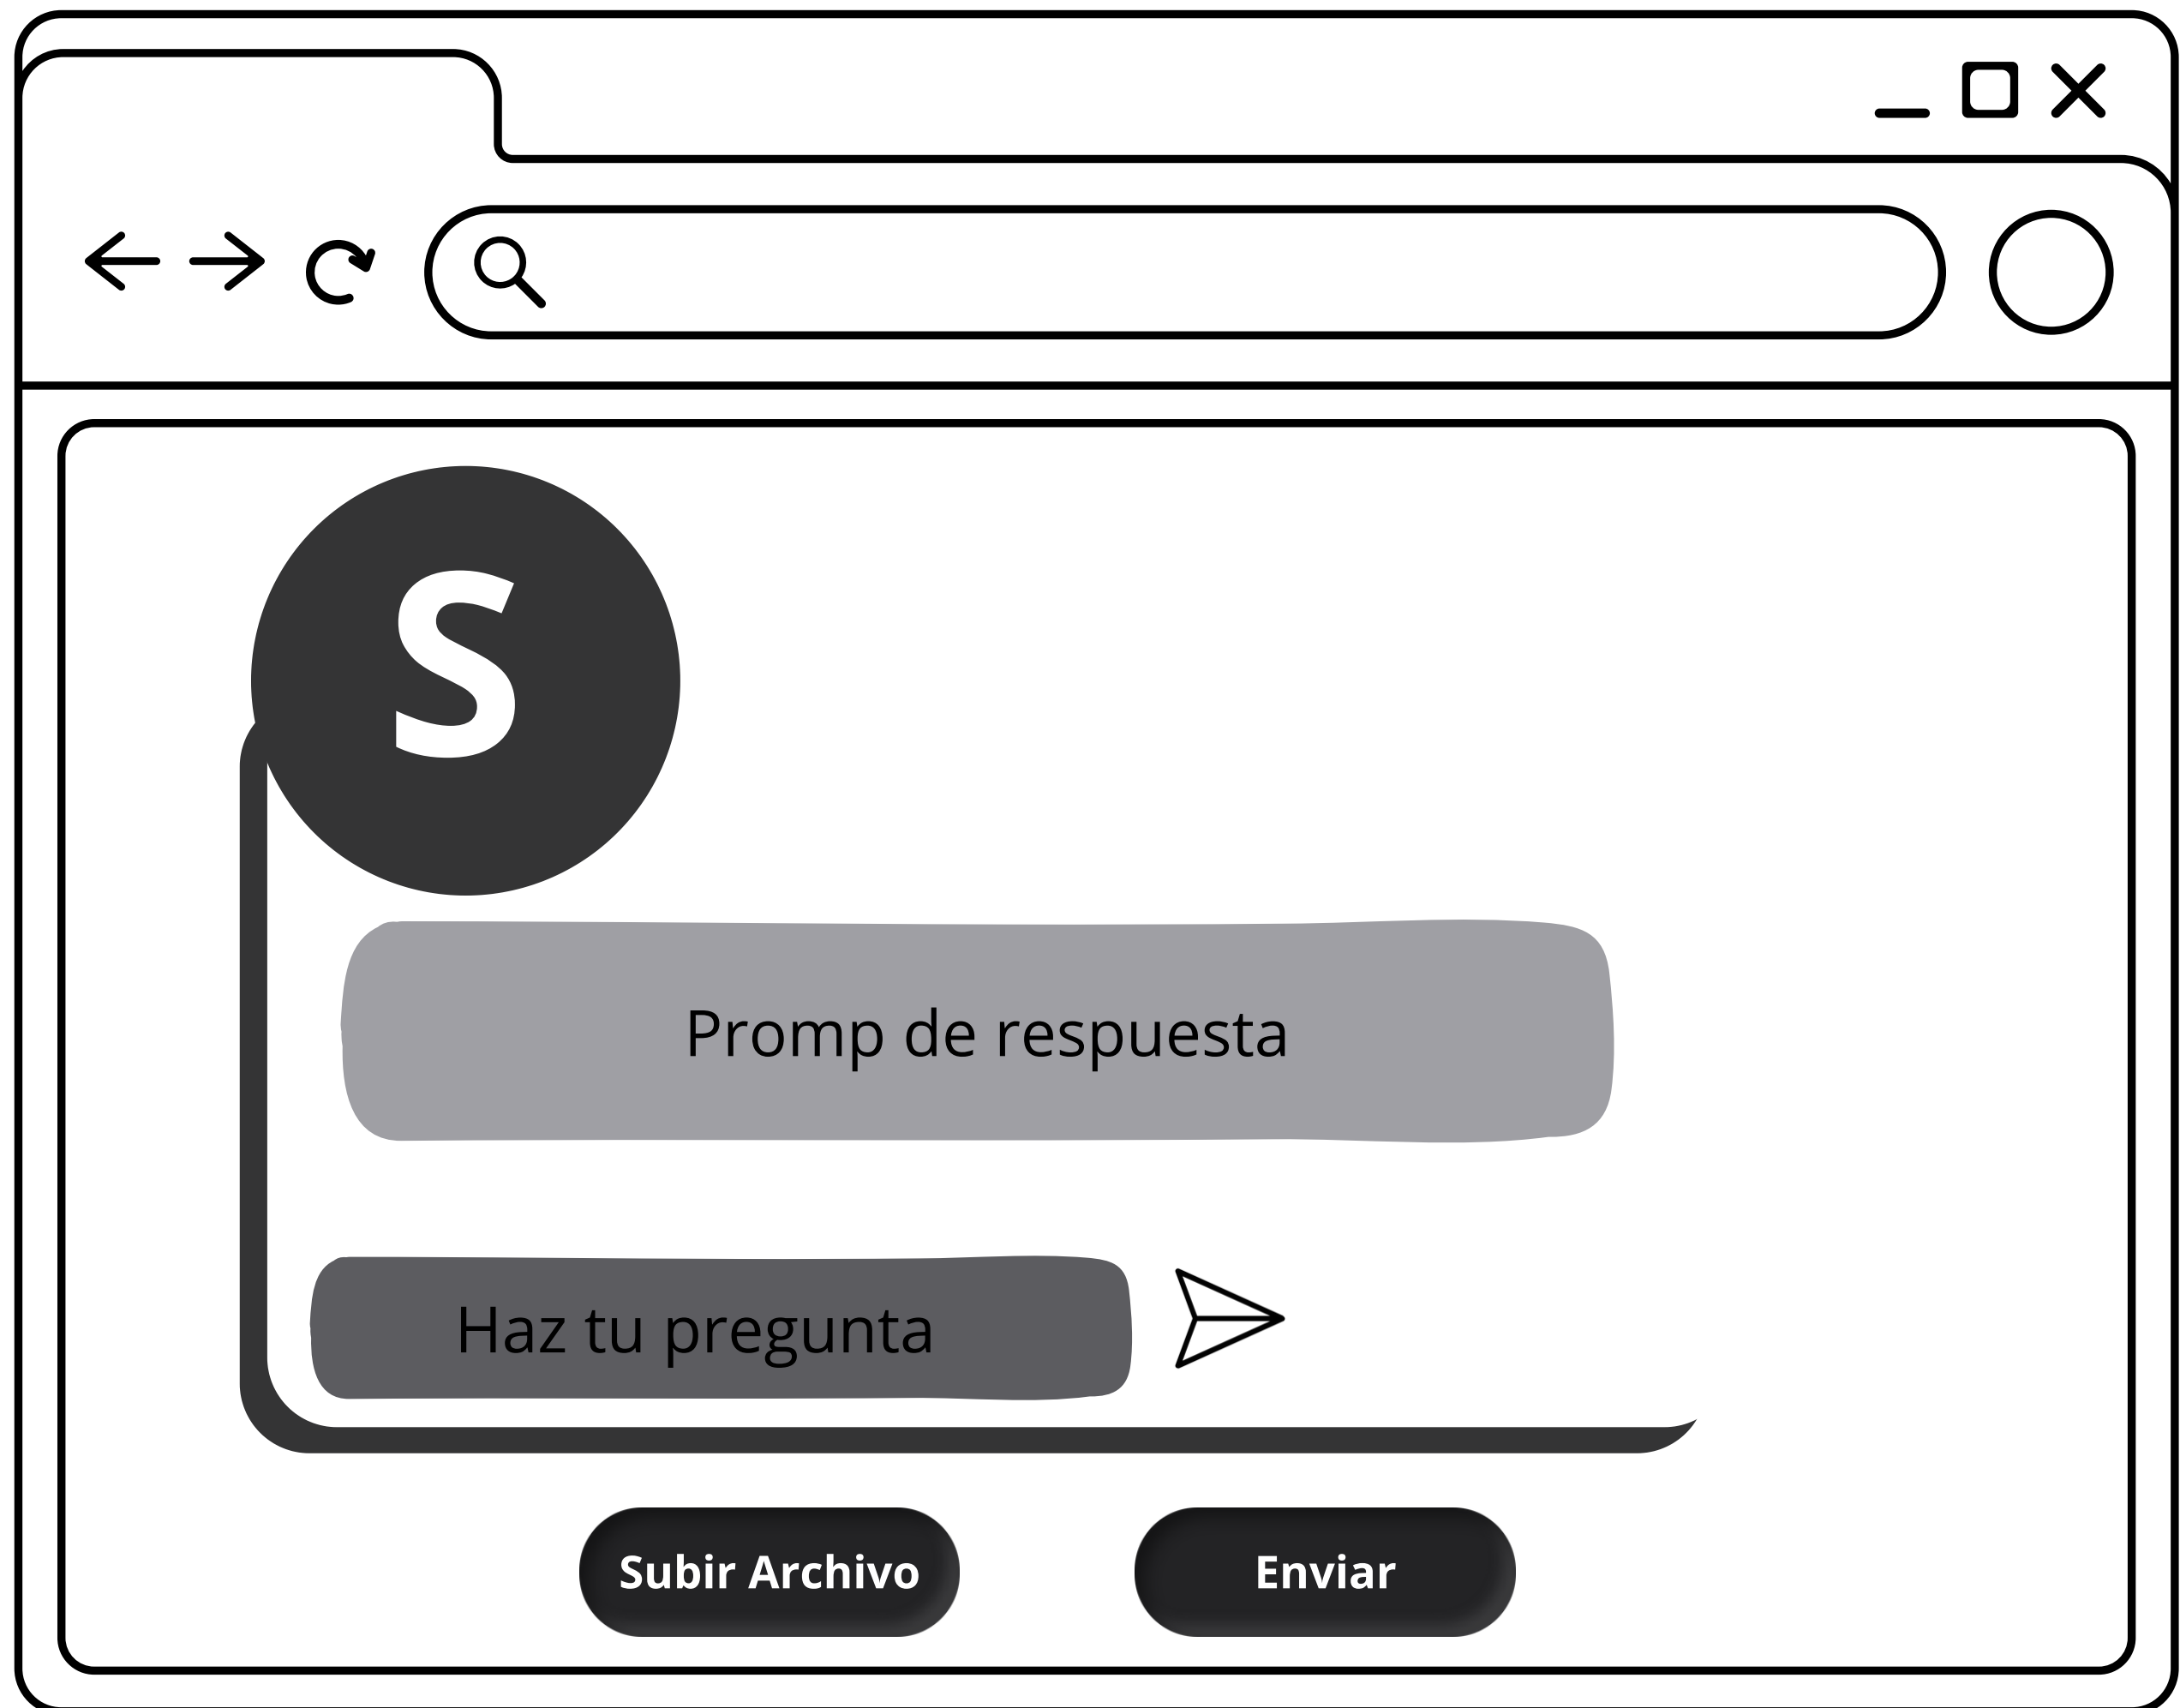 S
Promp de respuesta
Haz tu pregunta
Subir Archivo
Enviar